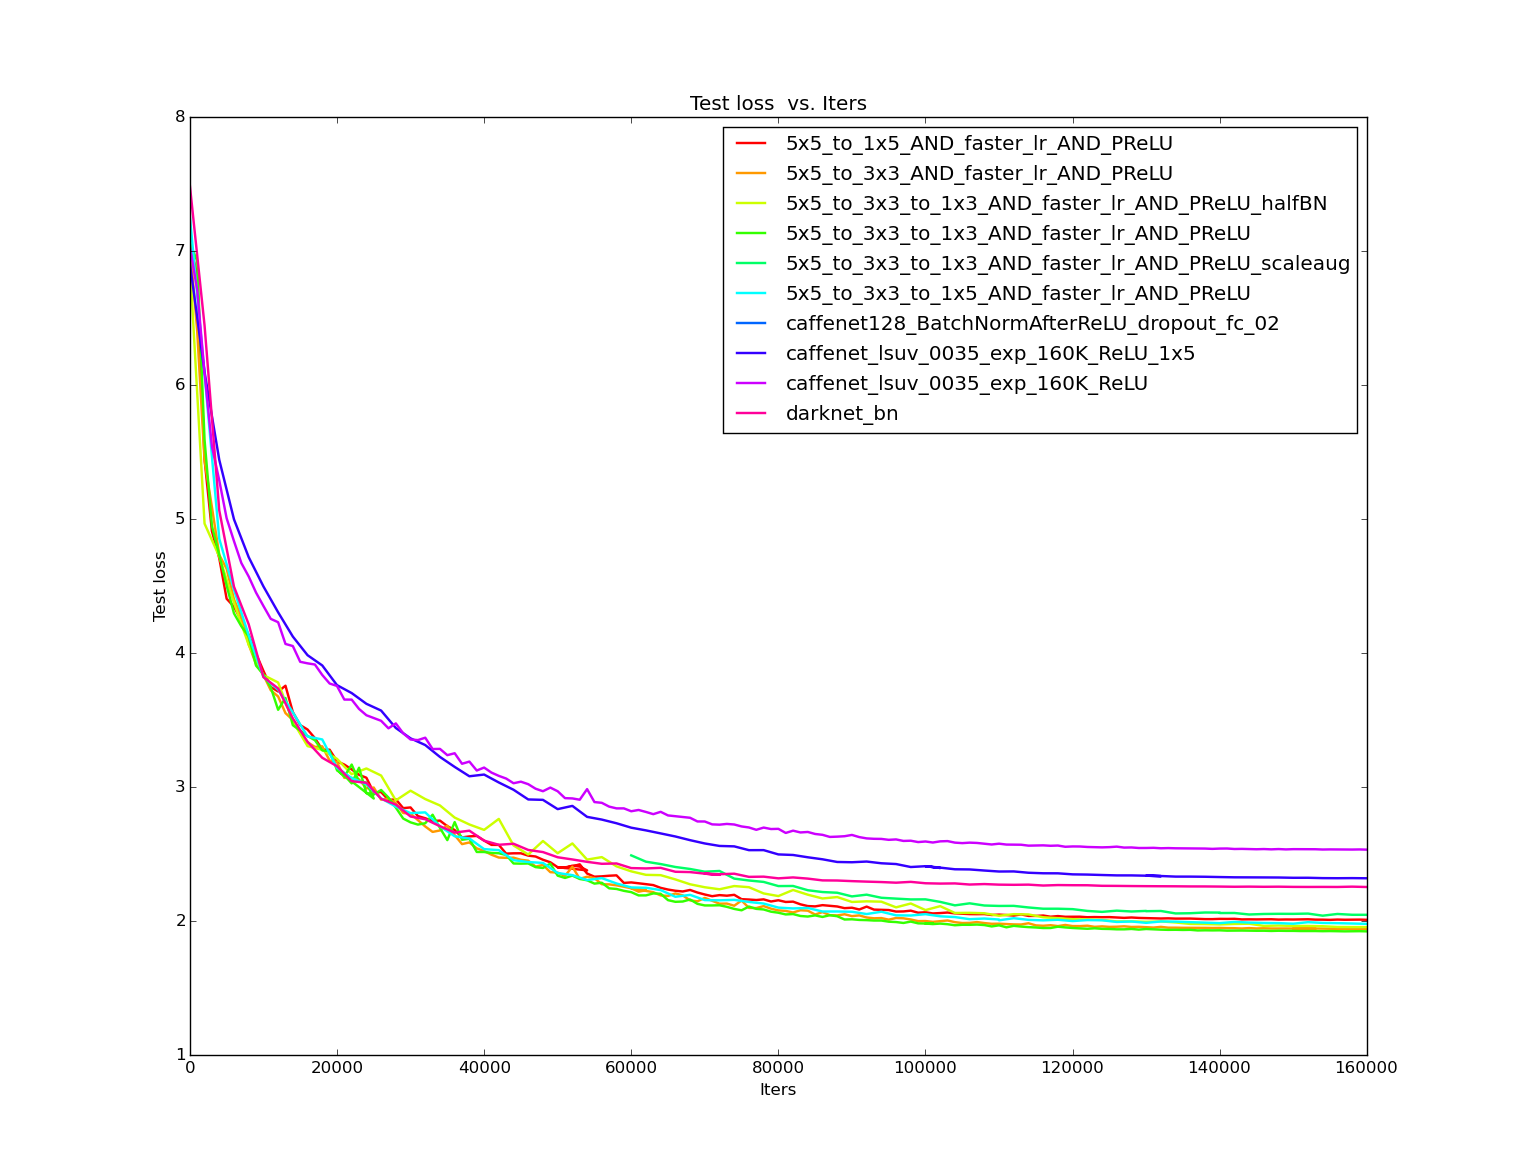 Test loss  vs. Iters
8
7
6
5
4
3
2
1
Test loss
5x5_to_1x5_AND_faster_lr_AND_PReLU
5x5_to_3x3_AND_faster_lr_AND_PReLU
5x5_to_3x3_to_1x3_AND_faster_lr_AND_PReLU_halfBN
5x5_to_3x3_to_1x3_AND_faster_lr_AND_PReLU
5x5_to_3x3_to_1x3_AND_faster_lr_AND_PReLU_scaleaug
5x5_to_3x3_to_1x5_AND_faster_lr_AND_PReLU
caffenet128_BatchNormAfterReLU_dropout_fc_02
caffenet_lsuv_0035_exp_160K_ReLU_1x5
caffenet_lsuv_0035_exp_160K_ReLU
darknet_bn
0 20000 40000 60000 80000 100000 120000 140000 160000
Iters